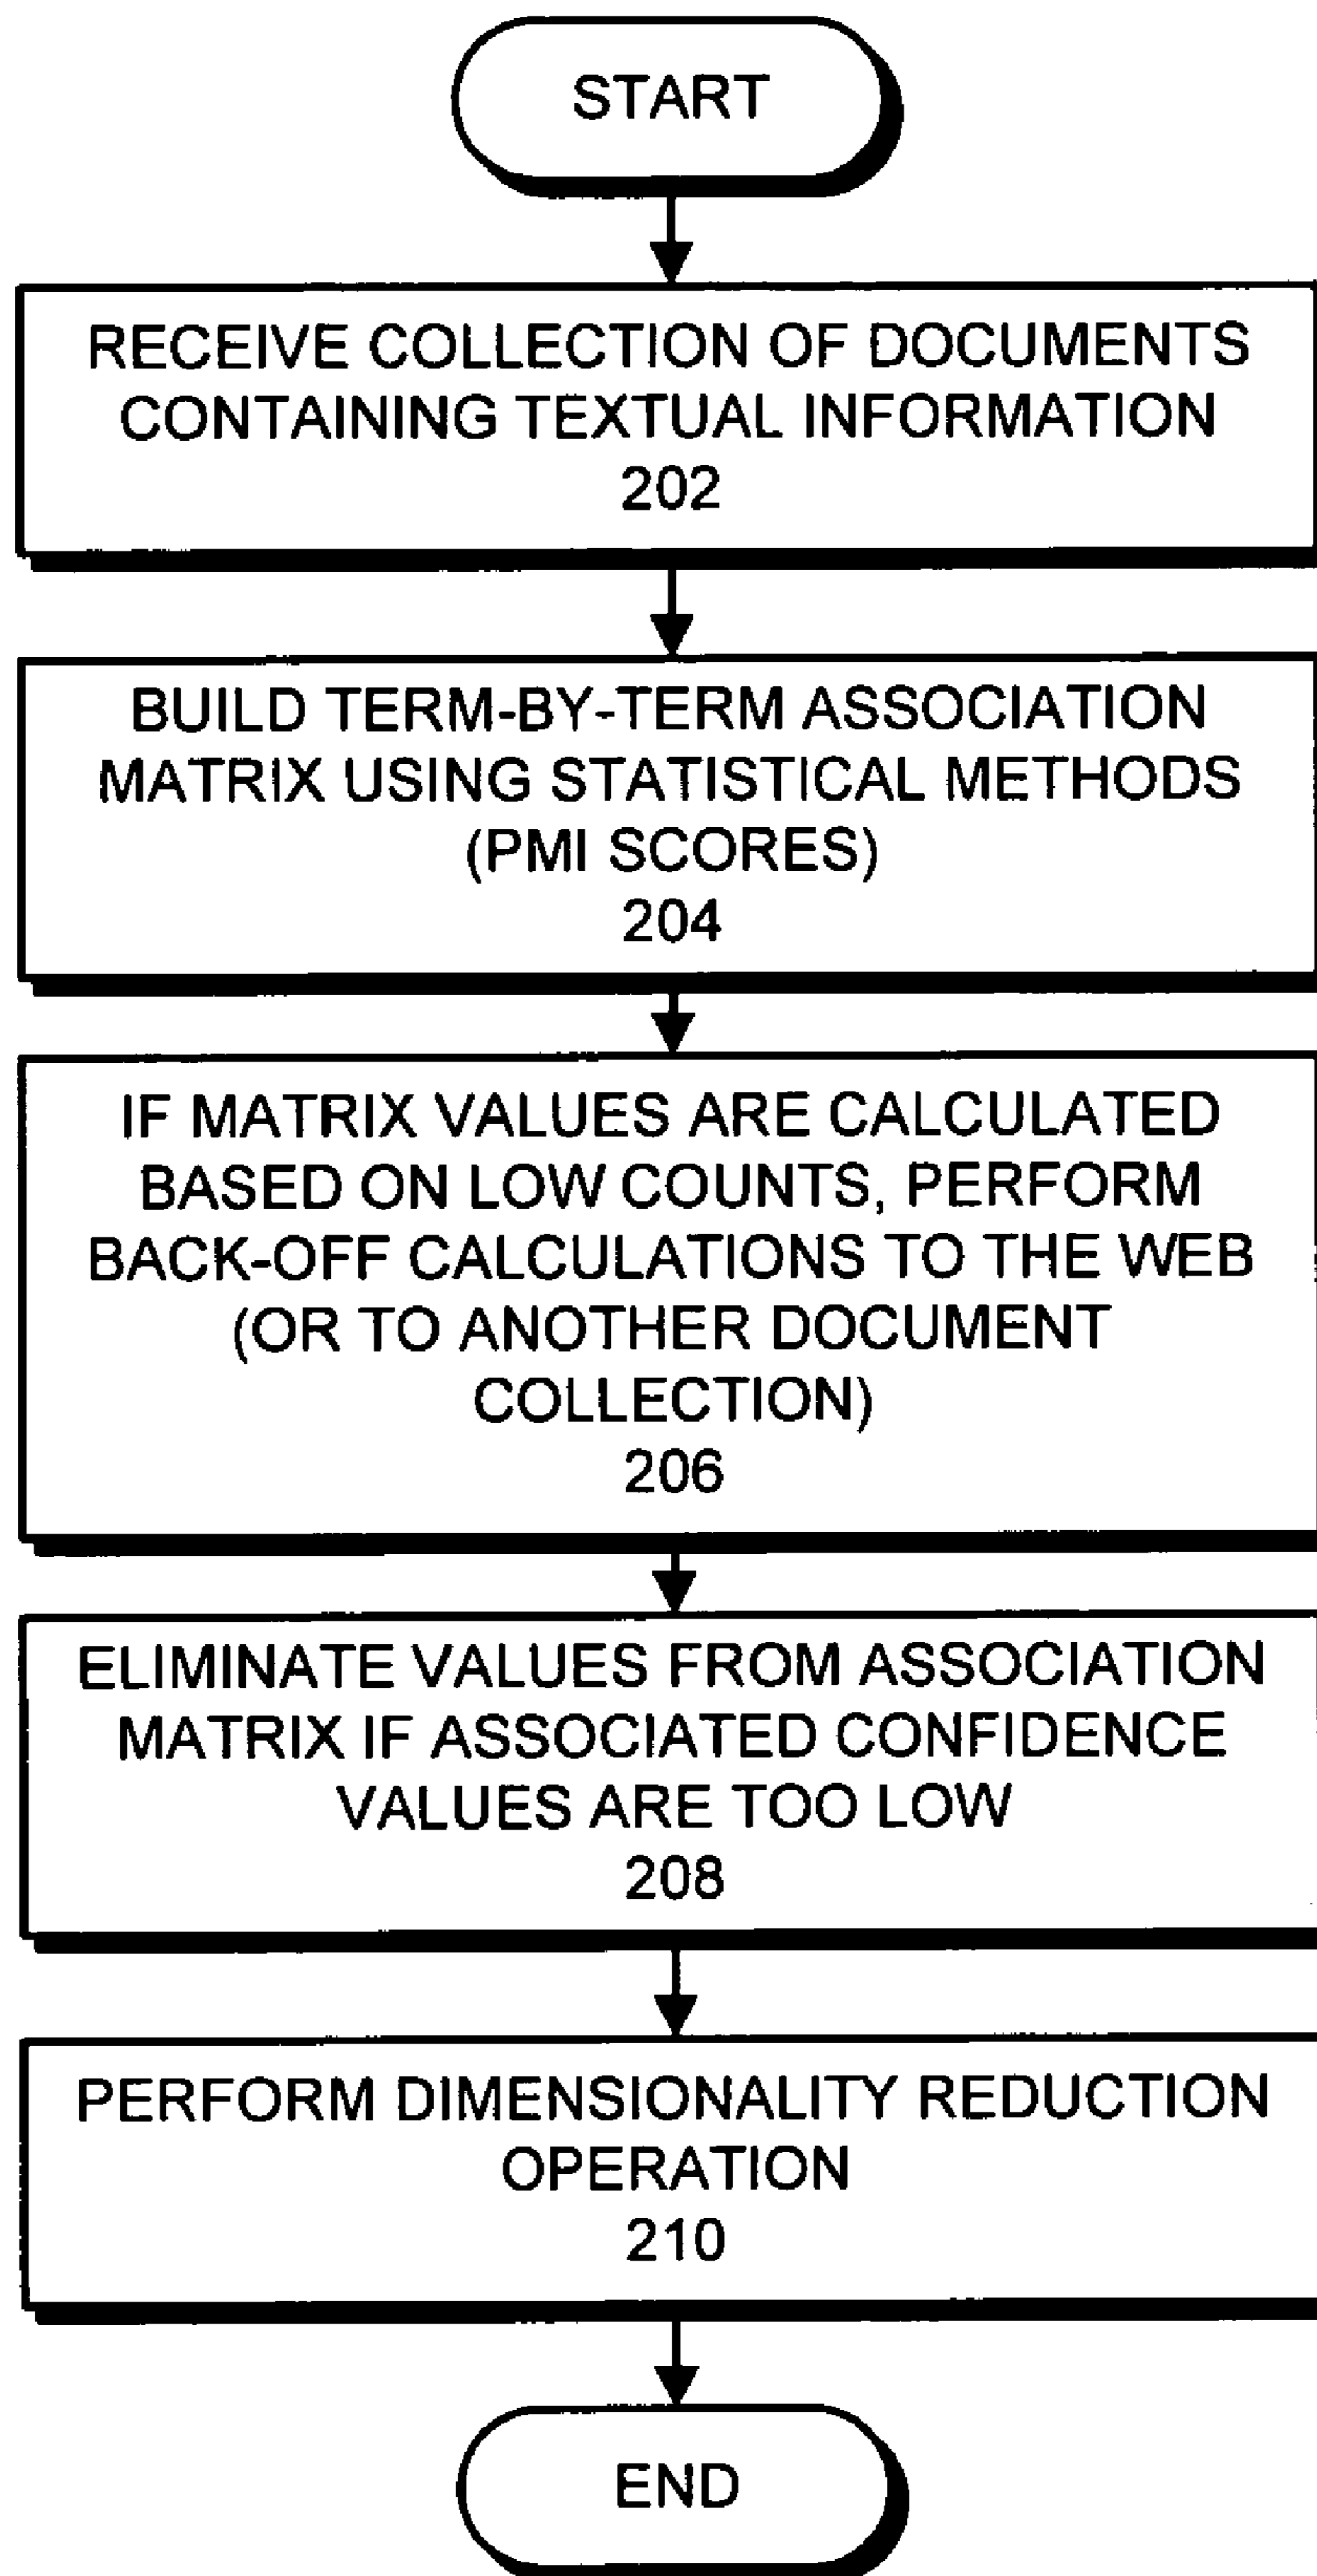 START
RECEIVE COLLECTION OF DOCUMENTS
CONTAINING TEXTUAL INFORMATION
202
BUILD TERM-BY-TERM ASSOCIATION
MATRIX USING STATISTICAL METHODS
(PMI SCORES)
204
IF MATRIX VALUES ARE CALCULATED
BASED ON LOW COUNTS, PERFORM
BACK-OFF CALCULATIONS TO THE WEB
(OR TO ANOTHER DOCUMENT
COLLECTION)
206
ELIMINATE VALUES FROM ASSOCIATION
MATRIX IF ASSOCIATED CONFIDENCE
VALUES ARE TOO LOW
208
PERFORM DIMENSIONALITY REDUCTION
OPERATION
210
END